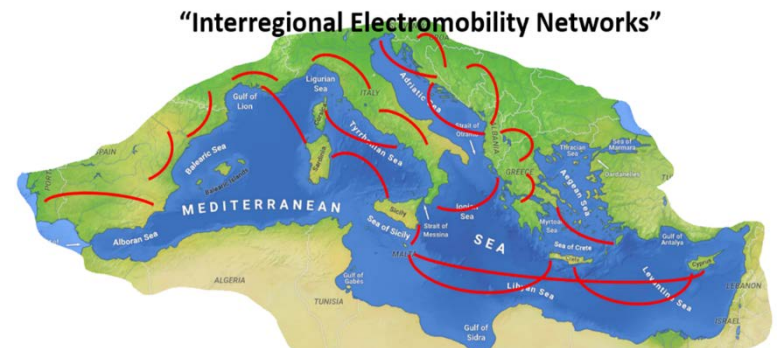 “Interregional Electromobility Networks”
Ligurian
Sea
Gulf of
Lion
ITALY
Adriatic Sea
Strait of
Otranto
ALBANIA
Thracian
Sea
Sea of
Marmara
Dardanelles
SPAIN
PORT
Balearic Sea
Balearic Islands
Sardinia
Tyrrhenian Sea
GREECE
Aegean Sea
TU
MEDITERRANEAN
SEA
Sicily
Ionian
Sea
Strait of
Messina
Sea of Sicily
Myrtoan
Sea
Sea of Crete
Gulf of
Antalya
Alboran Sea
MALTA
Cyprus
Levantine Sea
LEBANON
ALGERIA
Gulf of
Gabès
TUNISIA
Libyan Sea
Gulf of
Sidra
ISRAEL